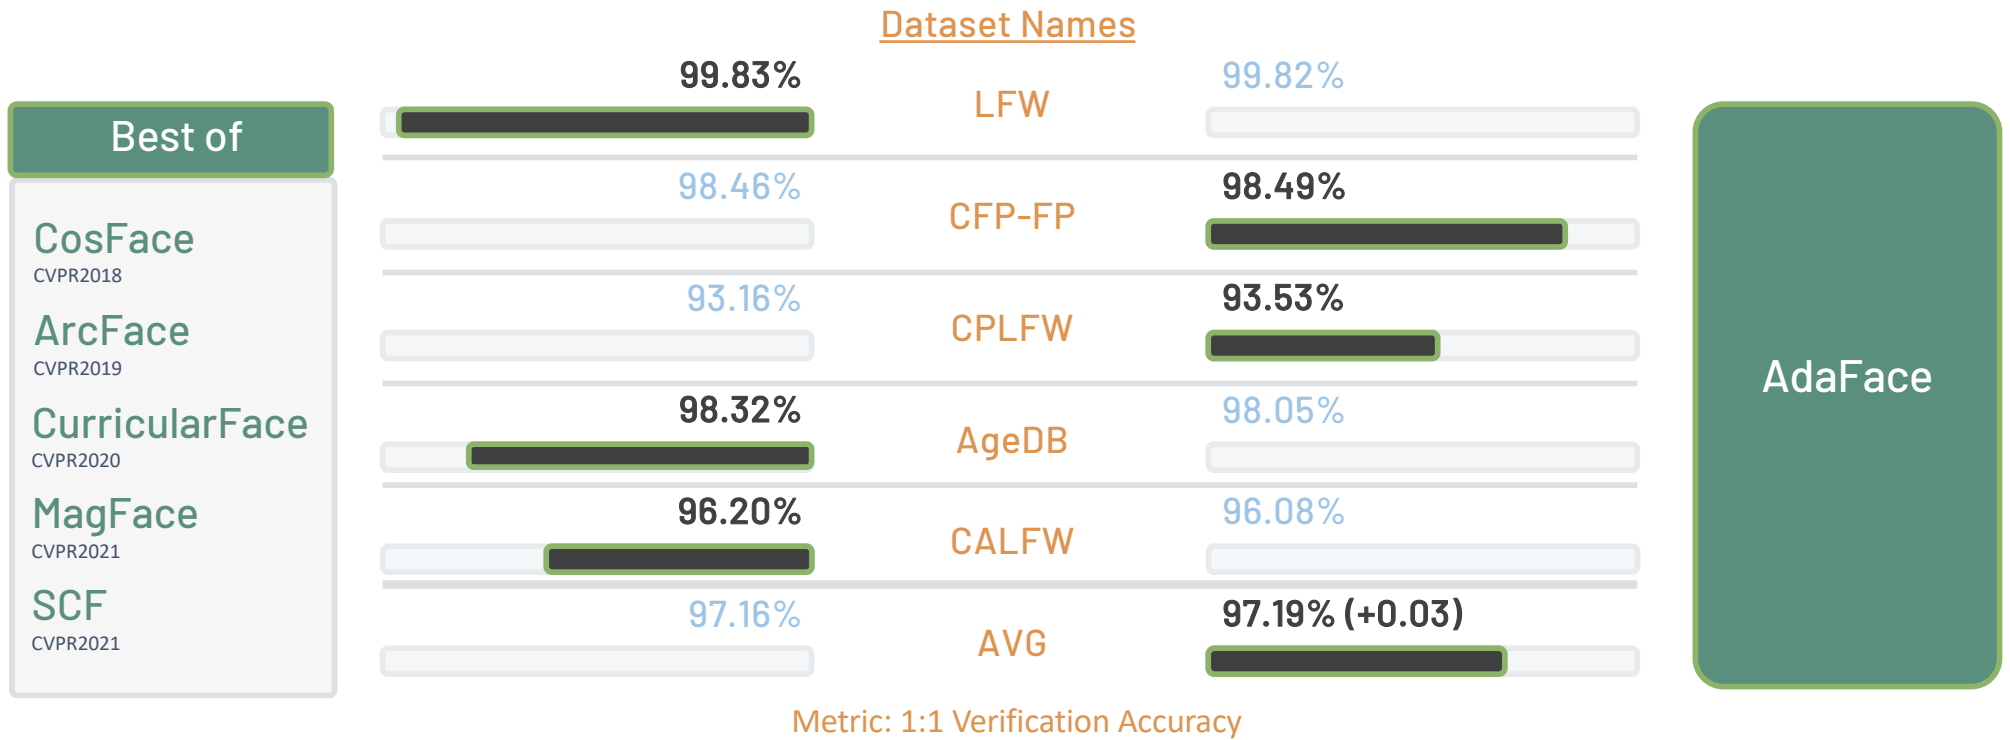 Dataset Names
Best of
CosFace
CVPR2018
ArcFace
CVPR2019
CurricularFace
CVPR2020
MagFace
CVPR2021
SCF
CVPR2021
99.83%
LFW
99.82%
98.46%
CFP-FP
98.49%
93.16%
CPLFW
93.53%
98.32%
AgeDB
98.05%
96.20%
CALFW
96.08%
97.16%
AVG
97.19% (+0.03)
AdaFace
Metric: 1:1 Verification Accuracy